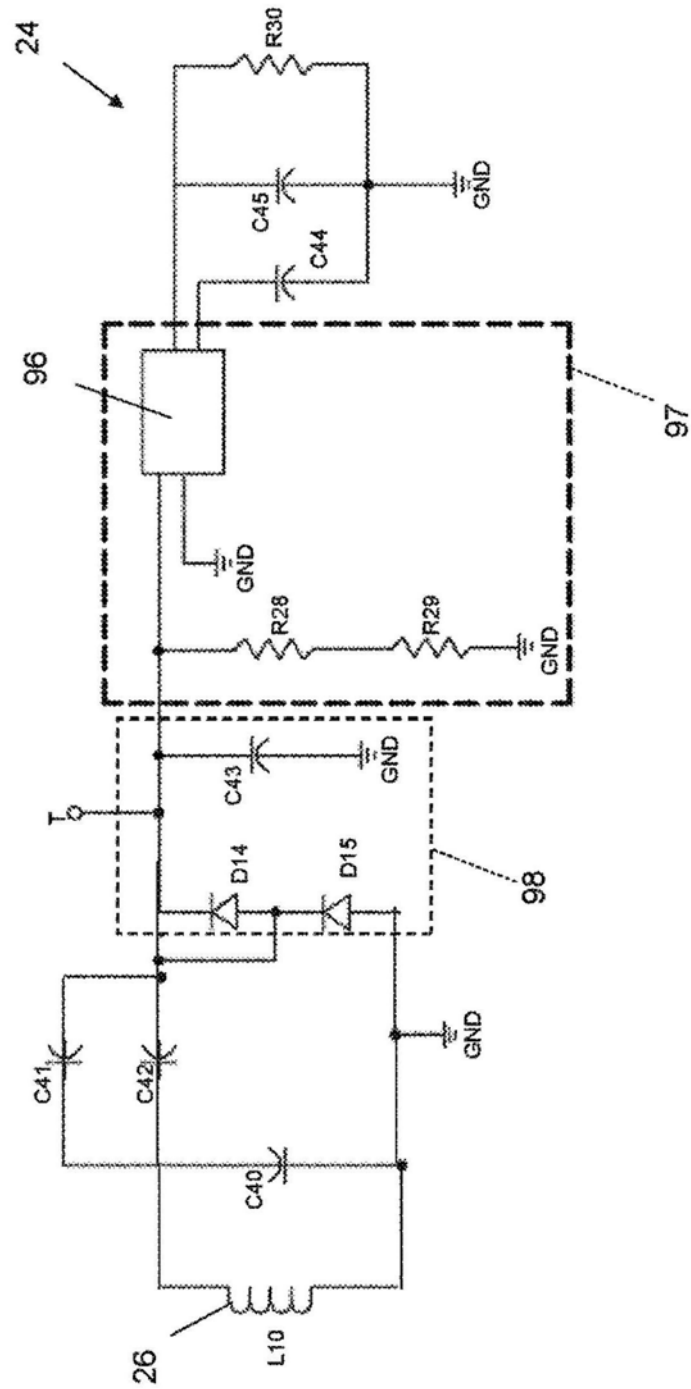 24
R30
C45
C44
GND
96
97
GND
R28
R29
GND
T
C43
GND
D14
D15
98
C41
C42
C40
GND
26
L10